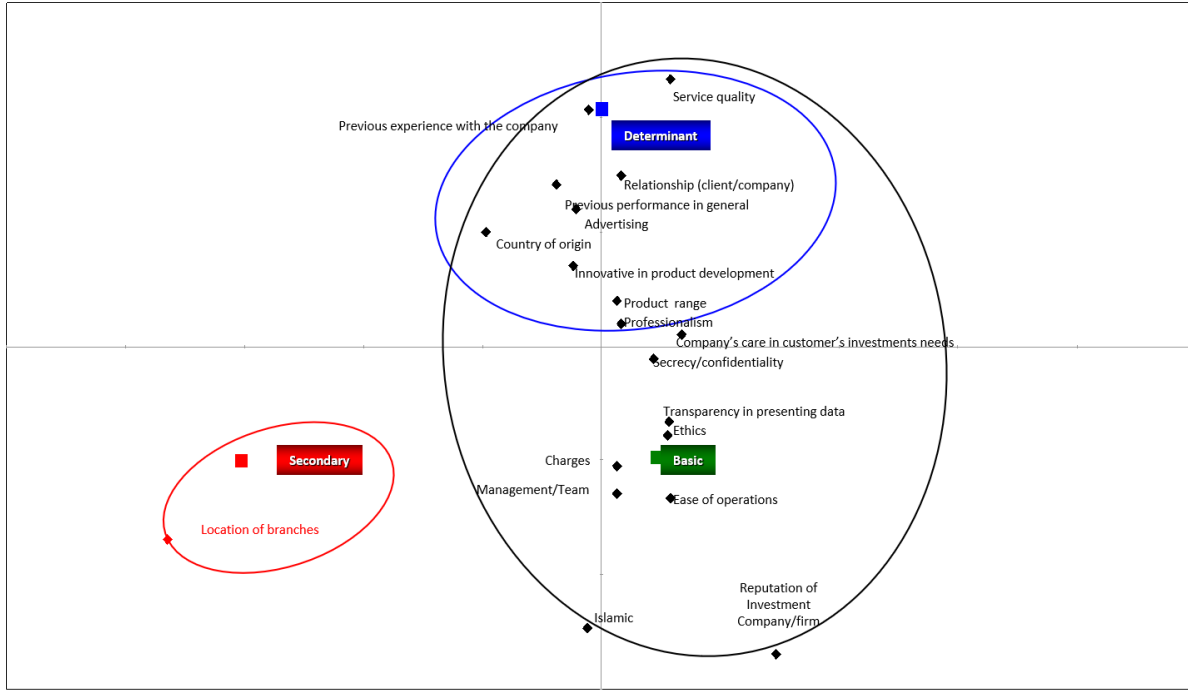 Service quality
Previous experience with the company
Determinant
Relationship (client/company)
Previous performance in general
Advertising
Country of origin
Innovative in product development
Product range
Professionalism
Company's care in customer's investments needs
Secrecy/confidentiality
Transparency in presenting data
Ethics
Charges
Basic
Secondary
Management/Team
Ease of operations
Location of branches
Reputation of
Investment
Company/firm
Islamic